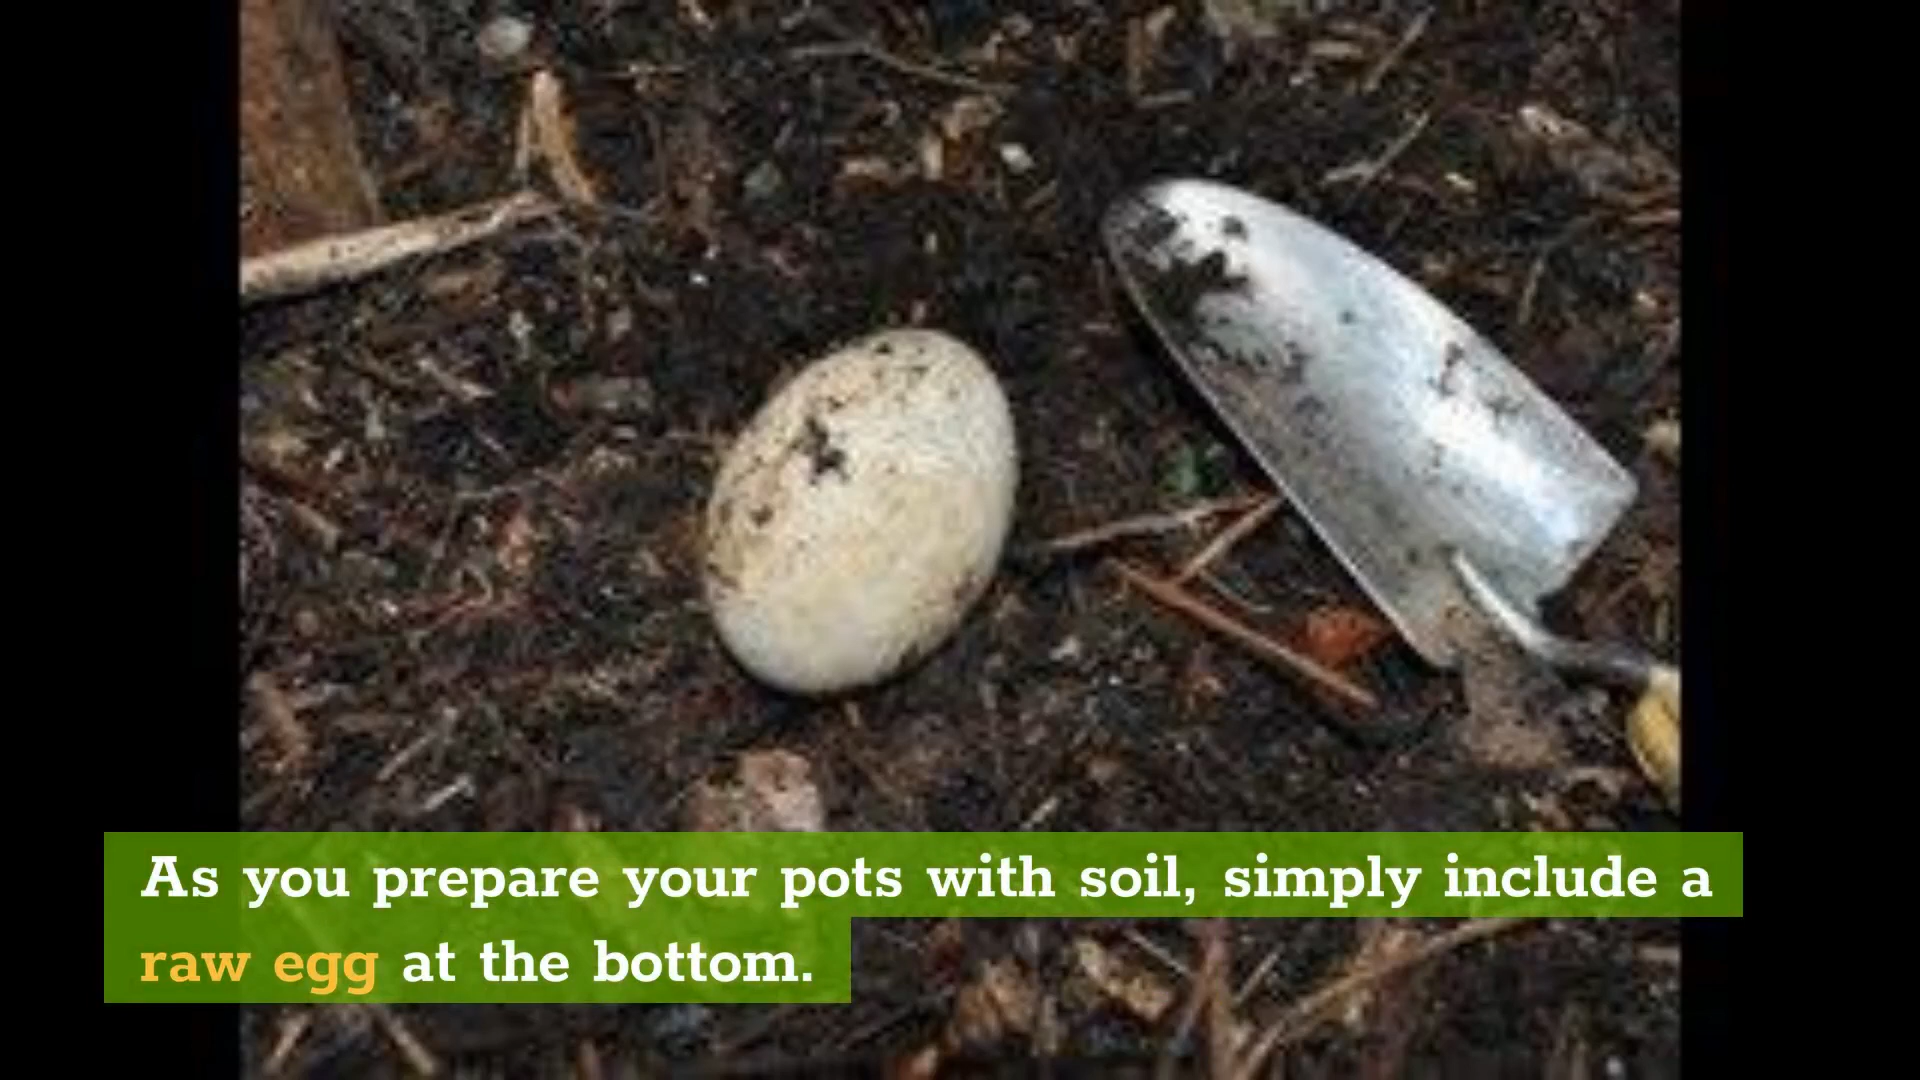 As you prepare your pots with soil, simply include a
raw egg at the bottom.